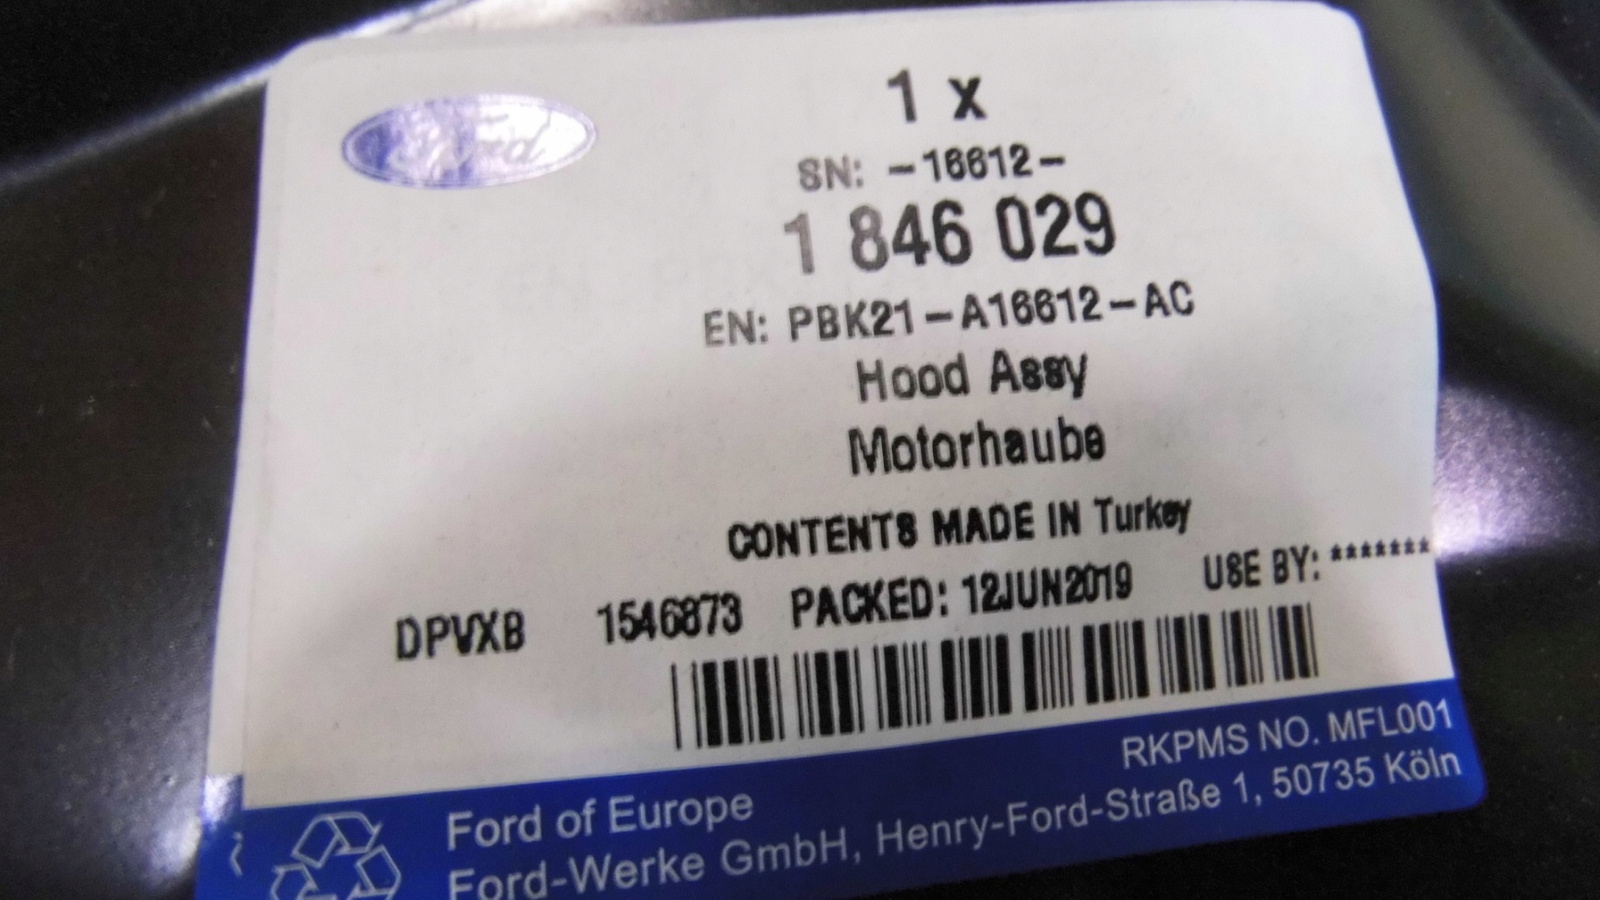 Ford
1 x
SN: -16612-
1 846 029
EN: PBK21-A16612-AC
Hood Assy
Motorhaube
CONTENTS MADE IN Turkey
DPVXB 1546873 PACKED: 12JUN2019 USE BY: *******
RKPMS NO. MFL001
Ford of Europe
Ford-Werke GmbH, Henry-Ford-Straße 1, 50735 Köln